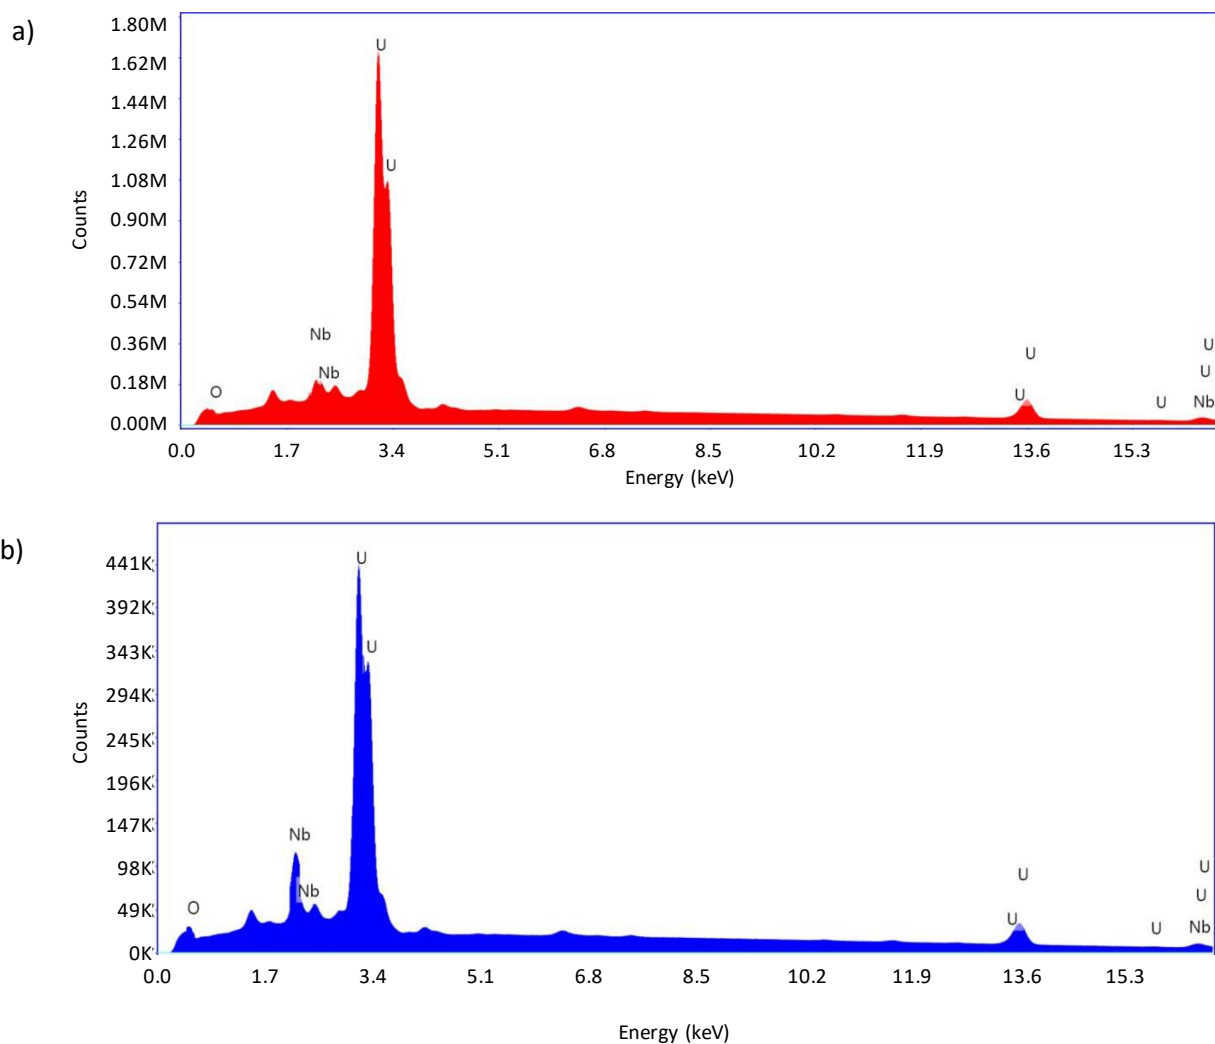 a)
1.80M
1.62M
1.44M
1.26M
1.08M
0.90M
0.72M
0.54M
0.36M
0.18M
0.00M
Counts
U
U
Nb
Nb
O
U
U
U
U
U
Nb
0.0 1.7 3.4 5.1 6.8 8.5 10.2 11.9 13.6 15.3
Energy (keV)
b)
441K
392K
343K
294K
245K
196K
147K
98K
49K
0K
Counts
U
U
Nb
Nb
O
U
U
U
U
U
Nb
0.0 1.7 3.4 5.1 6.8 8.5 10.2 11.9 13.6 15.3
Energy (keV)